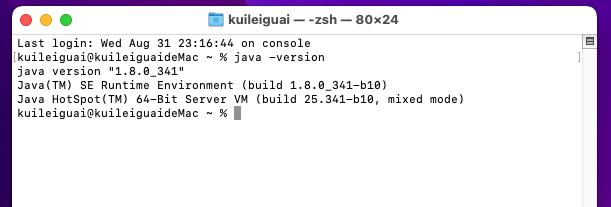 kuileiguai — -zsh — 80×24
Last login: Wed Aug 31 23:16:44 on console
[kuileiguai@kuileiguaideMac ~ % java -version ]
java version "1.8.0_341"
Java(TM) SE Runtime Environment (build 1.8.0_341-b10)
Java HotSpot(TM) 64-Bit Server VM (build 25.341-b10, mixed mode)
kuileiguai@kuileiguaideMac ~ %